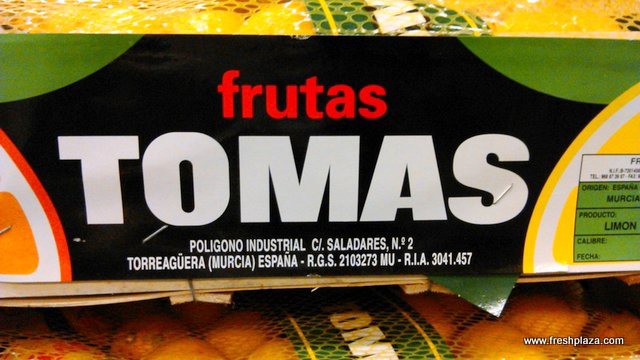 frutas
TOMAS
POLIGONO INDUSTRIAL C/. SALADARES, N.º 2
TORREAGÜERA (MURCIA) ESPAÑA - R.G.S. 2103273 MU - R.I.A. 3041.457
FR
ORIGEN: ESPAÑA
MURCIA
PRODUCTO:
LIMON
CALIBRE:
FECHA:
www.freshplaza.com